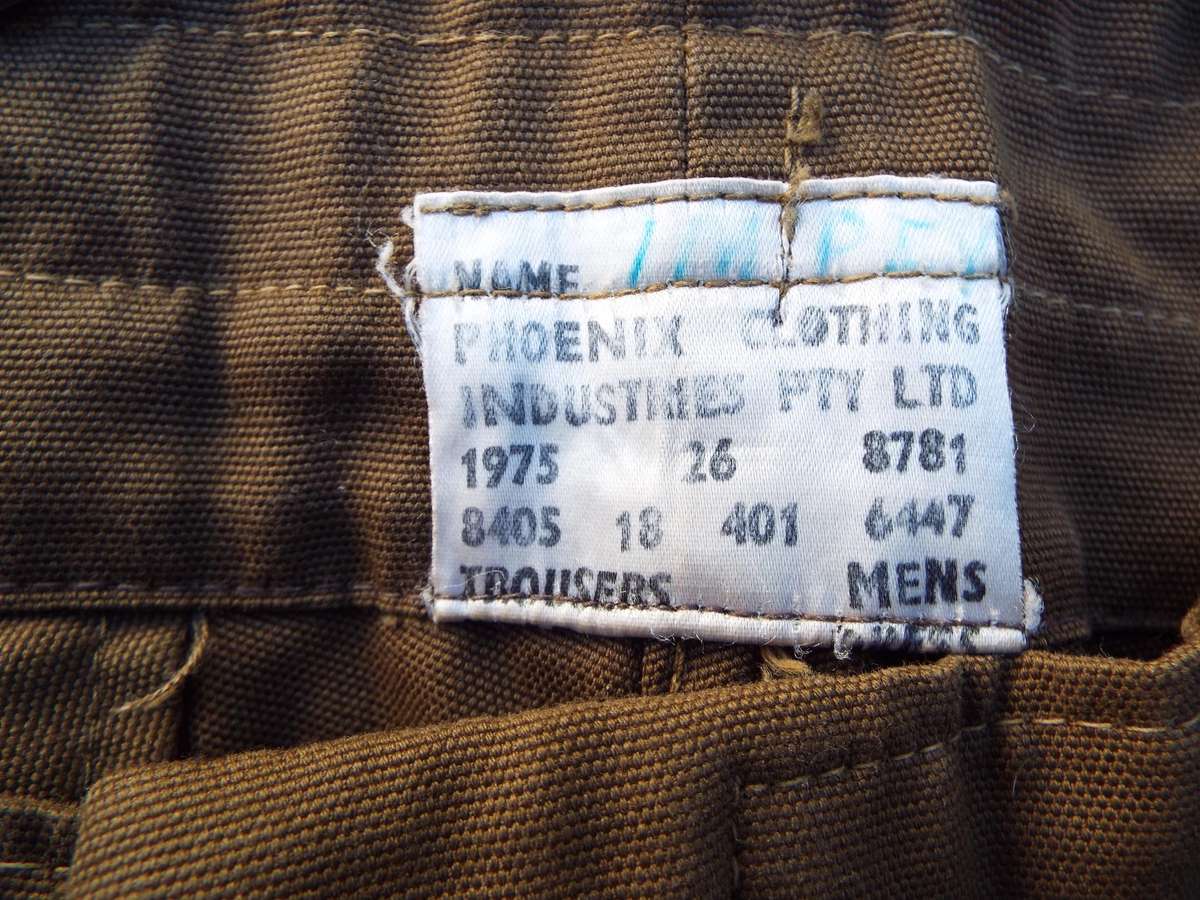 NAME
PHOENIX CLOTHING
INDUSTRIES PTY LTD
1975 26 8781
8405 18 401 6447
TROUSERS MENS